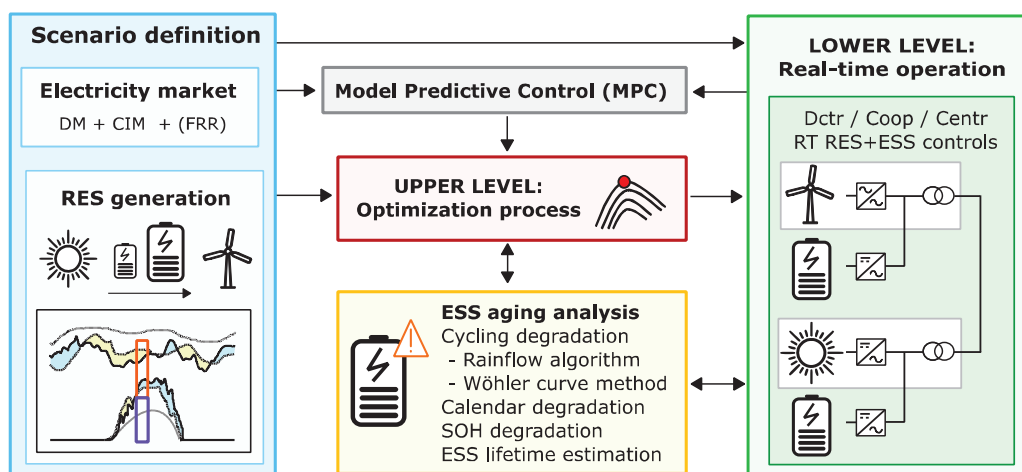 Scenario definition
Electricity market
DM + CIM + (FRR)
RES generation
Model Predictive Control (MPC)
UPPER LEVEL:
Optimization process
ESS aging analysis
Cycling degradation
- Rainflow algorithm
- Wöhler curve method
Calendar degradation
SOH degradation
ESS lifetime estimation
LOWER LEVEL:
Real-time operation
Dctr / Coop / Centr
RT RES+ESS controls